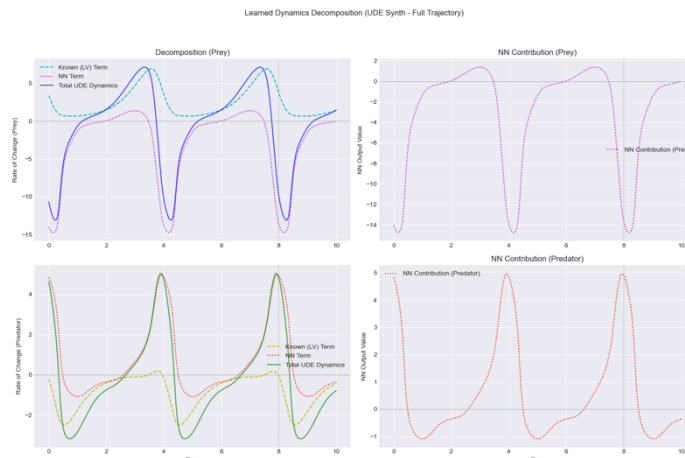 Learned Dynamics Decomposition (UDE Synth - Full Trajectory)
Decomposition (Prey)
Known (LV) Term
NN Term
Total UDE Dynamics
Rate of Change (Prey)
5
0
−5
−10
−15
0 2 4 6 8 10
NN Contribution (Prey)
NN Output Value
2
0
−2
−4
−6
−8
−10
−12
−14
NN Contribution (Pre
0 2 4 6 8 10
Rate of Change (Predator)
4
2
0
−2
Known (LV) Term
NN Term
Total UDE Dynamics
0 2 4 6 8 10
NN Contribution (Predator)
NN Contribution (Predator)
NN Output Value
5
4
3
2
1
0
−1
0 2 4 6 8 10